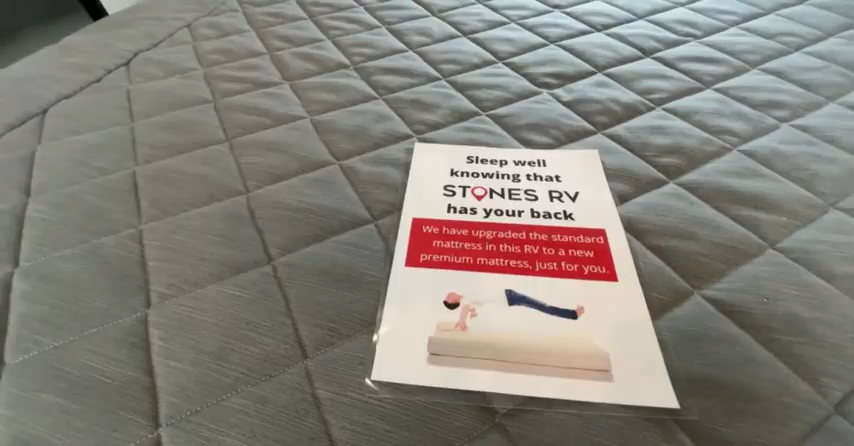 Sleep well
knowing that
STONES RV
has your back
We have upgraded the standard
mattress in this RV to a new
premium mattress, just for you.